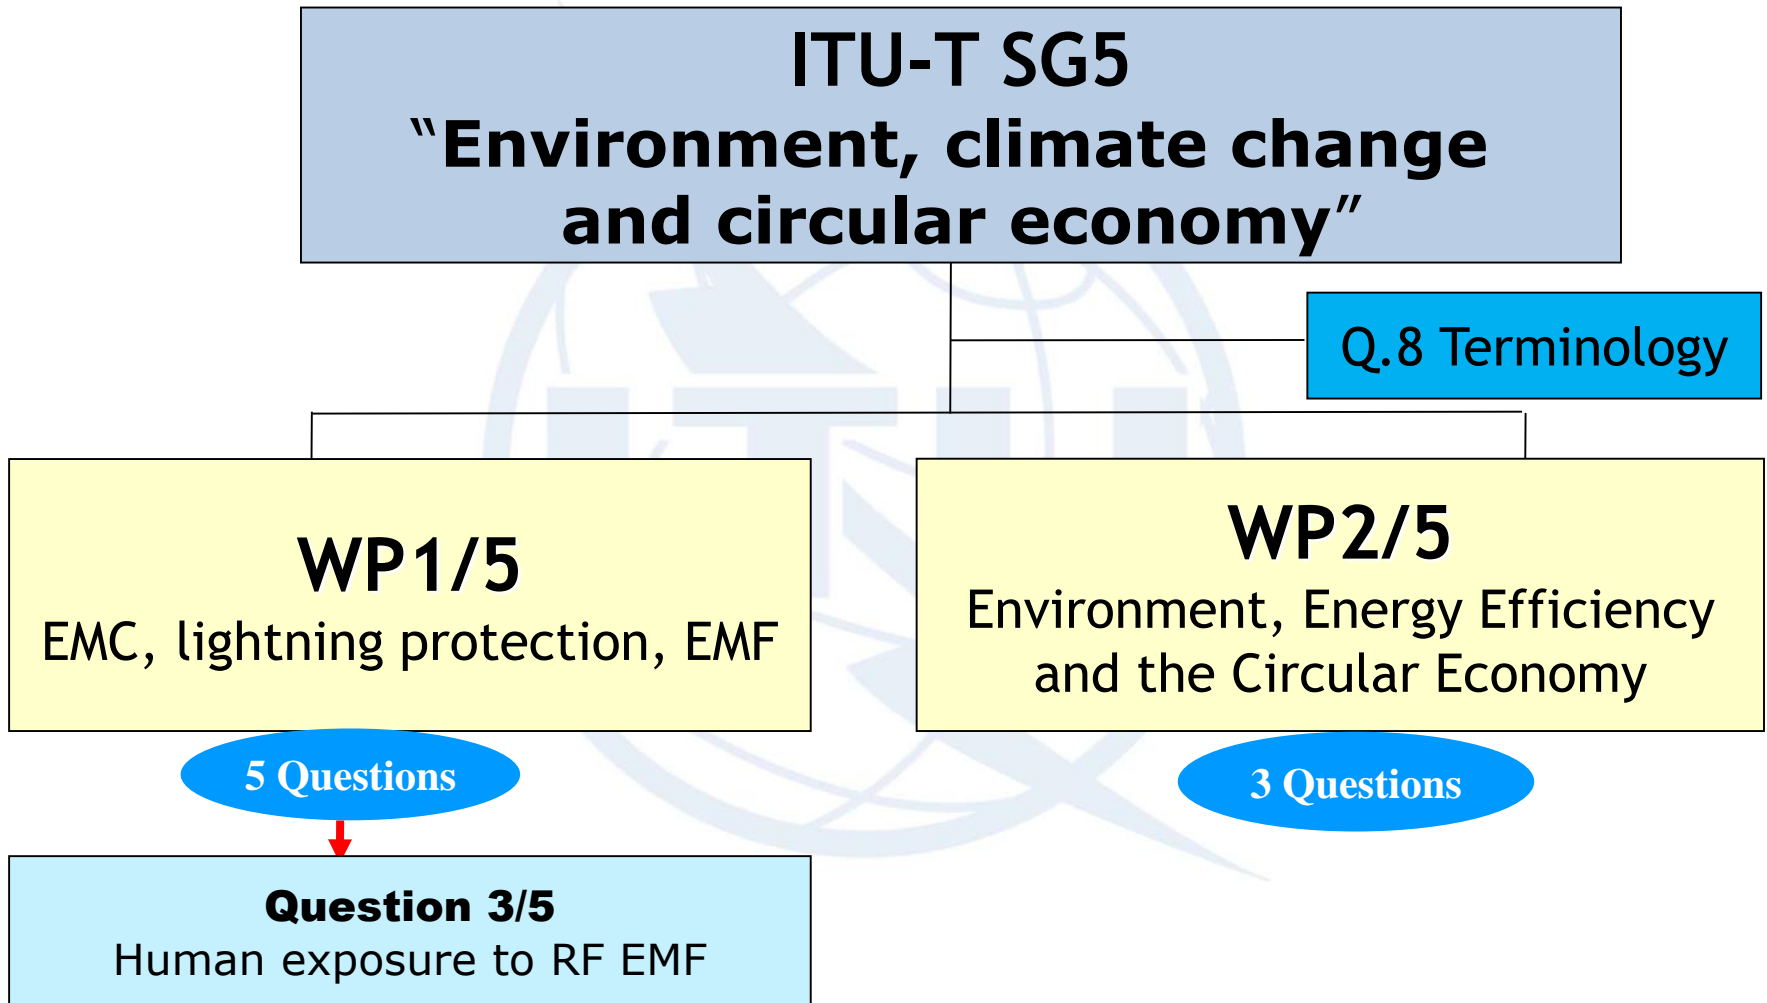 ITU-T SG5
“Environment, climate change
and circular economy”
Q.8 Terminology
WP1/5
EMC, lightning protection, EMF
WP2/5
Environment, Energy Efficiency
and the Circular Economy
5 Questions
3 Questions
Question 3/5
Human exposure to RF EMF
ITU